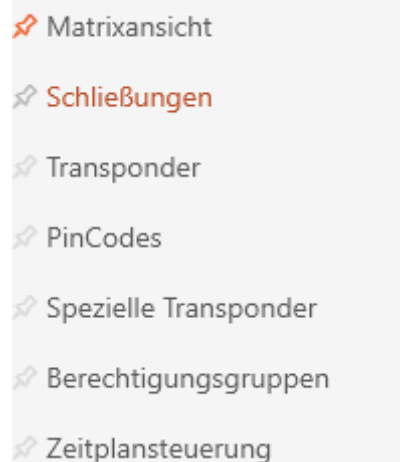 Matrixansicht
Schließungen
Transponder
PinCodes
Spezielle Transponder
Berechtigungsgruppen
Zeitplansteuerung